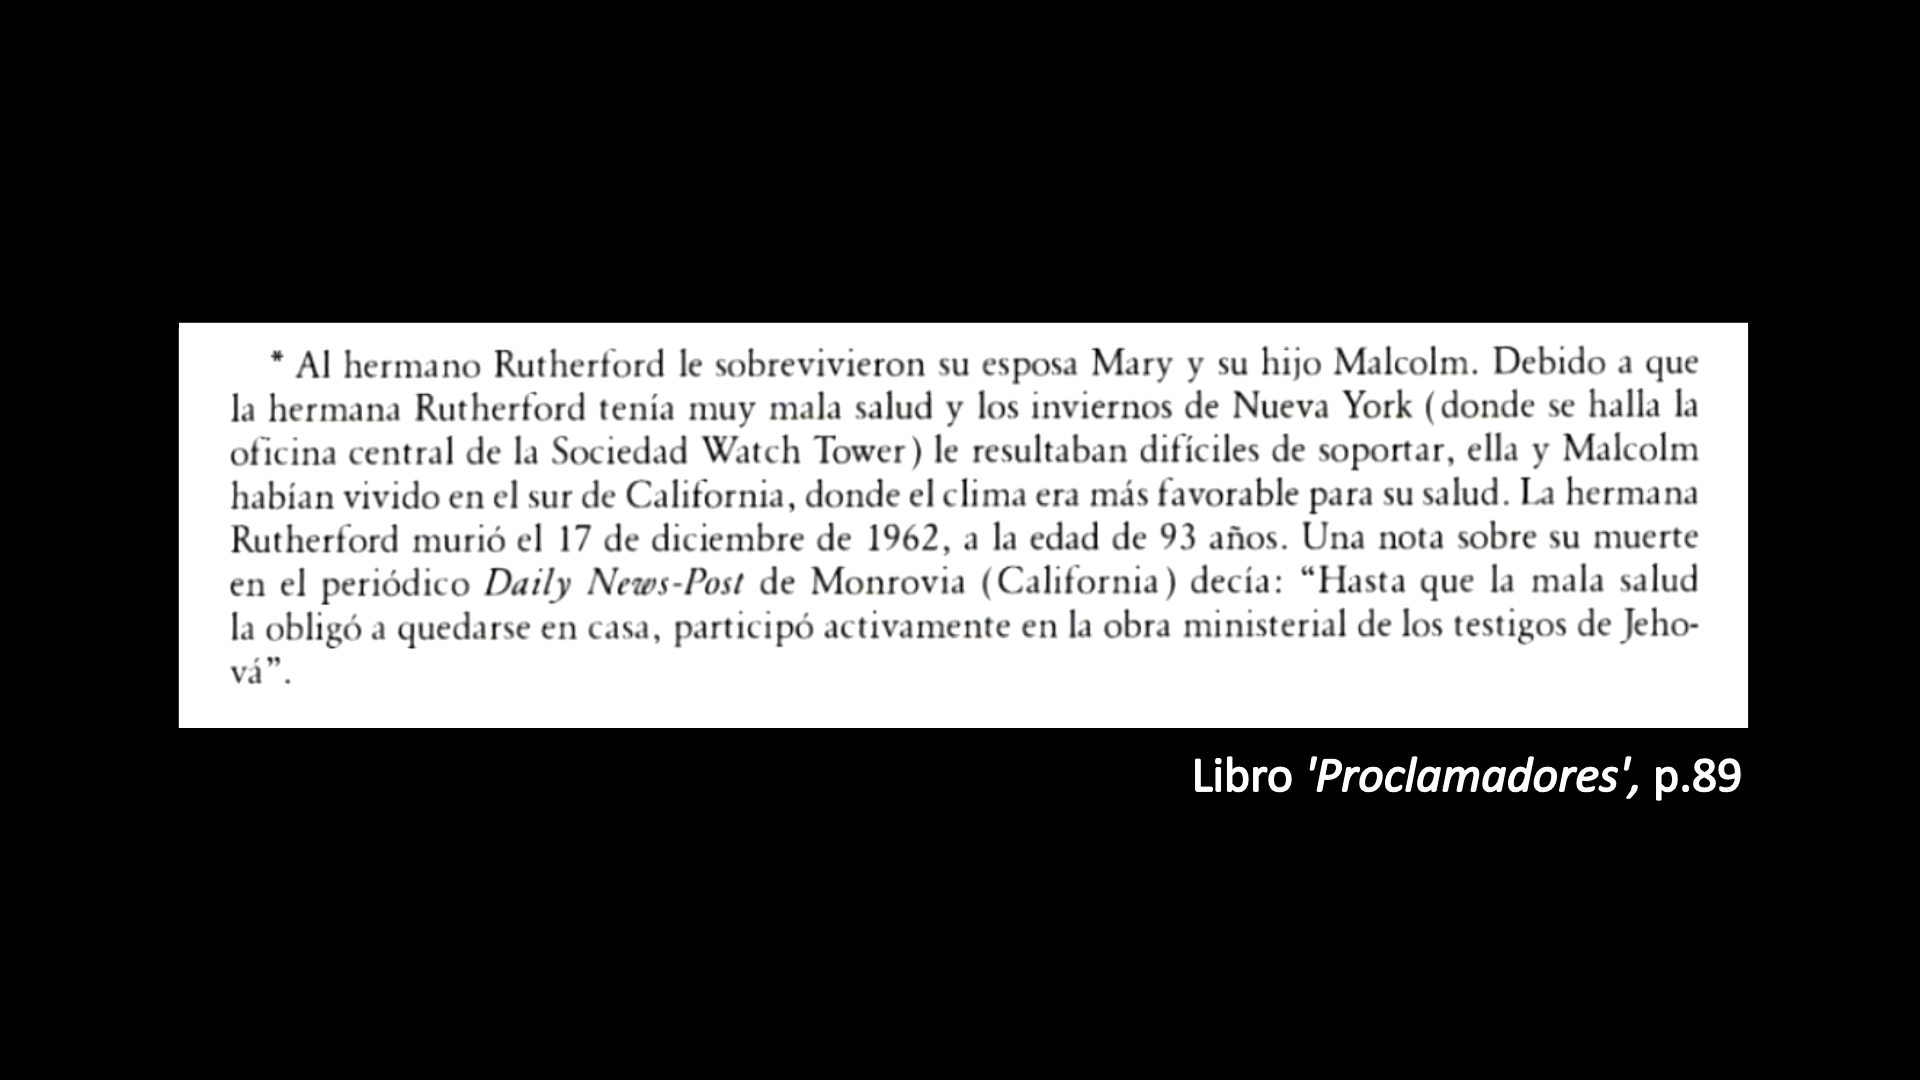 * Al hermano Rutherford le sobrevivieron su esposa Mary y su hijo Malcolm. Debido a que
la hermana Rutherford tenía muy mala salud y los inviernos de Nueva York (donde se halla la
oficina central de la Sociedad Watch Tower) le resultaban difíciles de soportar, ella y Malcolm
habían vivido en el sur de California, donde el clima era más favorable para su salud. La hermana
Rutherford murió el 17 de diciembre de 1962, a la edad de 93 años. Una nota sobre su muerte
en el periódico Daily News-Post de Monrovia (California) decía: “Hasta que la mala salud
la obligó a quedarse en casa, participó activamente en la obra ministerial de los testigos de Jeho-
vá”.
Libro 'Proclamadores', p.89